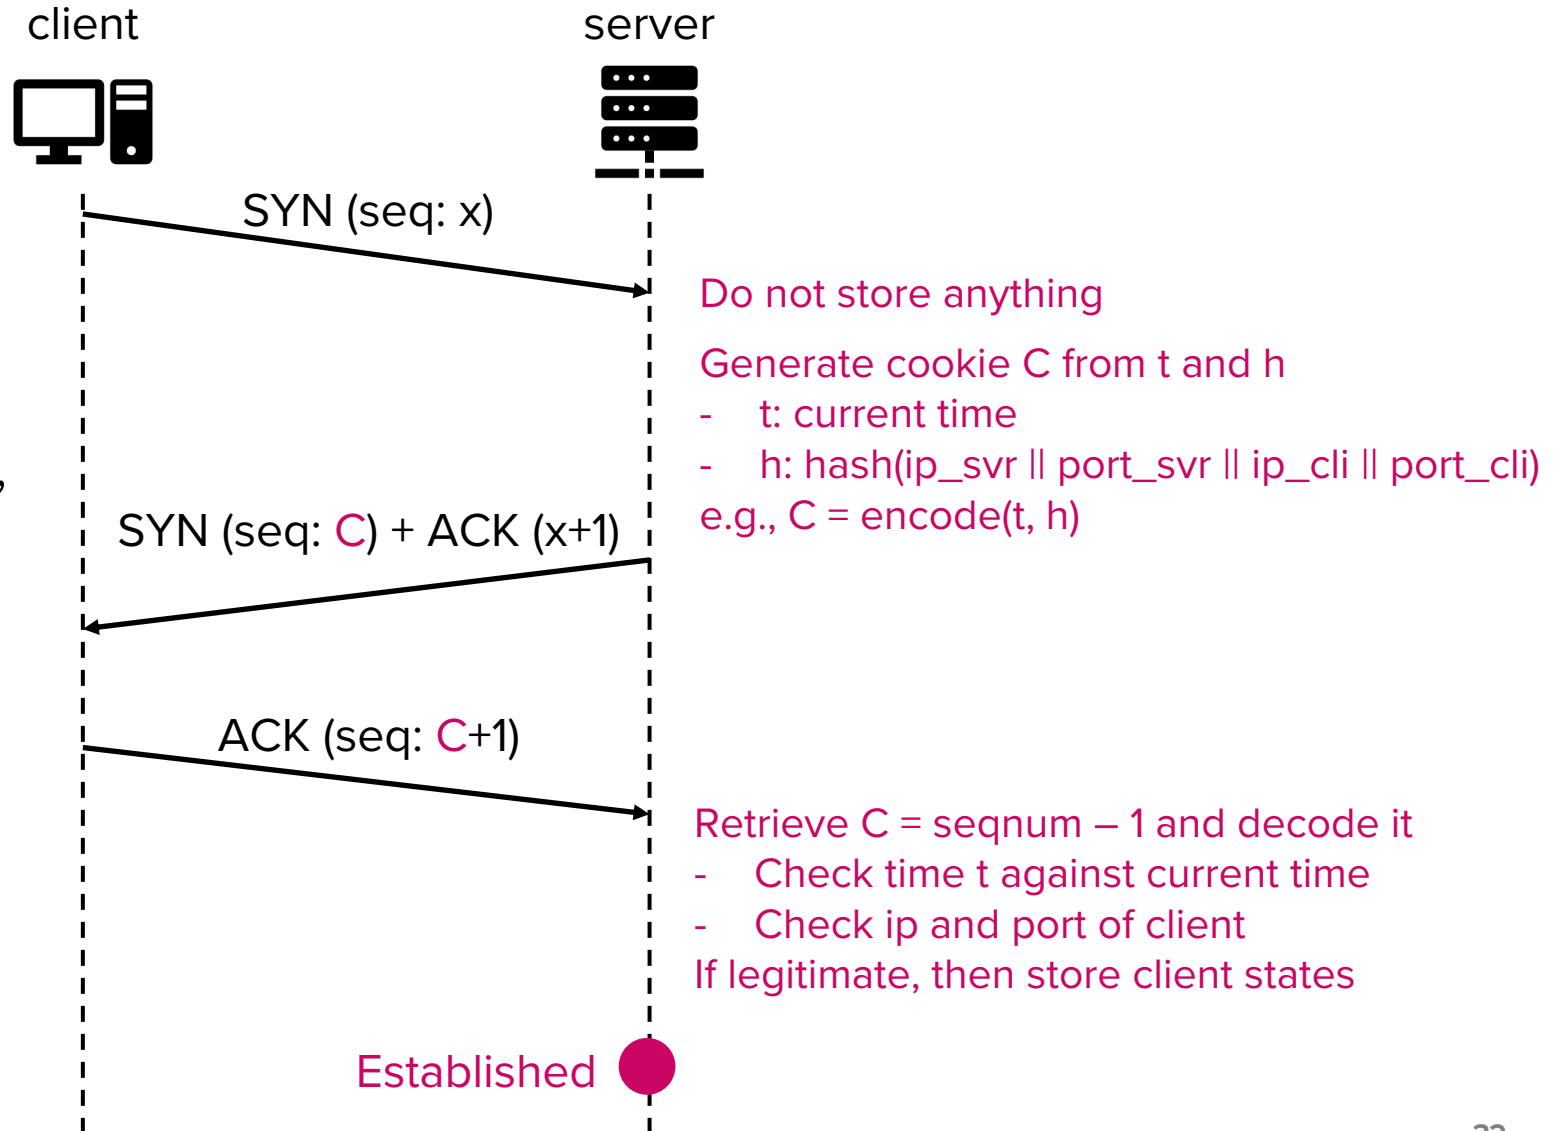 client
server
SYN (seq: x)
Do not store anything
Generate cookie C from t and h
- t: current time
- h: hash(ip_svr || port_svr || ip_cli || port_cli)
e.g., C = encode(t, h)
,
SYN (seq: C) + ACK (x+1)
ACK (seq: C+1)
Retrieve C = seqnum – 1 and decode it
- Check time t against current time
- Check ip and port of client
If legitimate, then store client states
Established